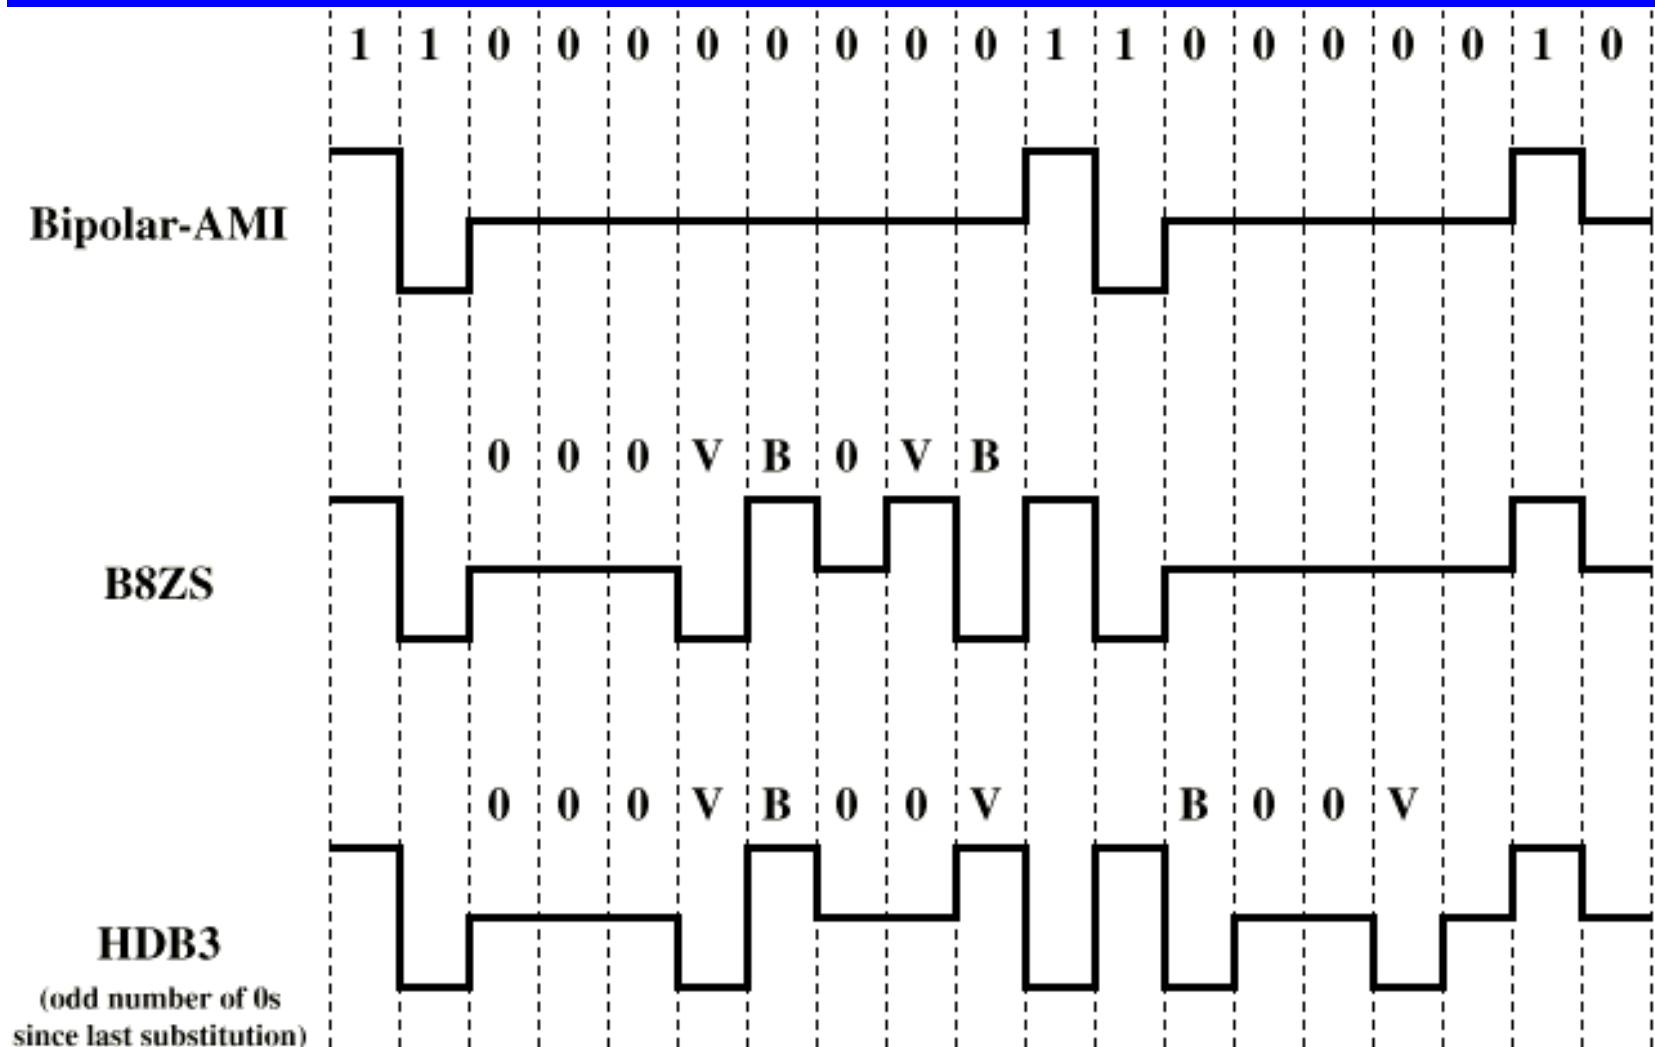 1 1 0 0 0 0 0 0 0 0 1 1 0 0 0 0 0 1 0
Bipolar-AMI
0 0 0 V B 0 V B
B8ZS
0 0 0 V B 0 0 V B 0 0 V
HDB3
(odd number of 0s
since last substitution)